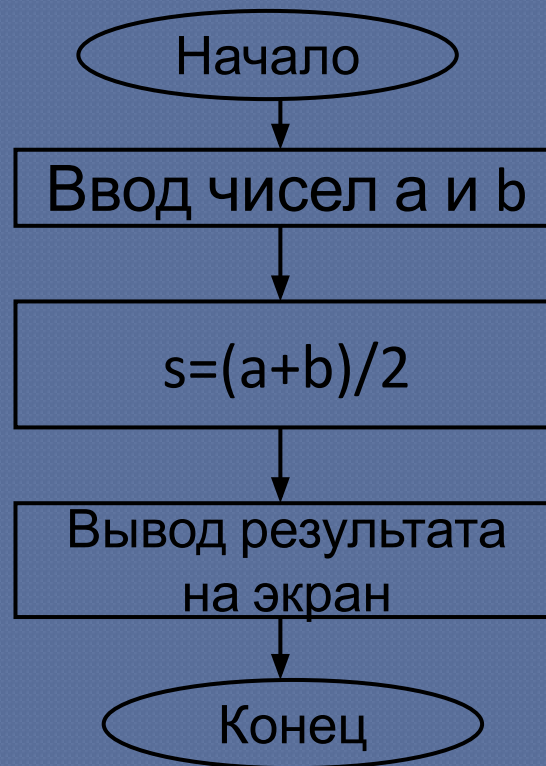 Начало
Ввод чисел a и b
s=(a+b)/2
Вывод результата
на экран
Конец